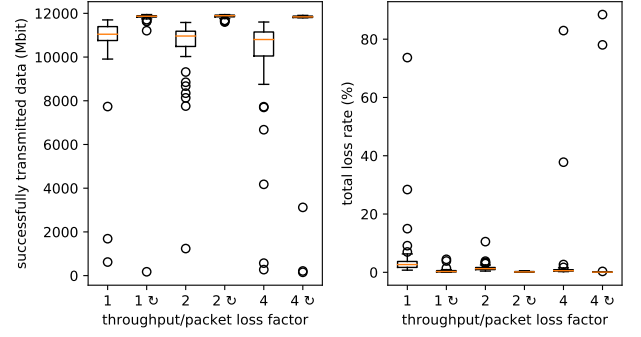 successfully transmitted data (Mbit)
12000
10000
8000
6000
4000
2000
0
1 1 ↻ 2 2 ↻ 4 4 ↻
throughput/packet loss factor
total loss rate (%)
80
60
40
20
0
1 1 ↻ 2 2 ↻ 4 4 ↻
throughput/packet loss factor